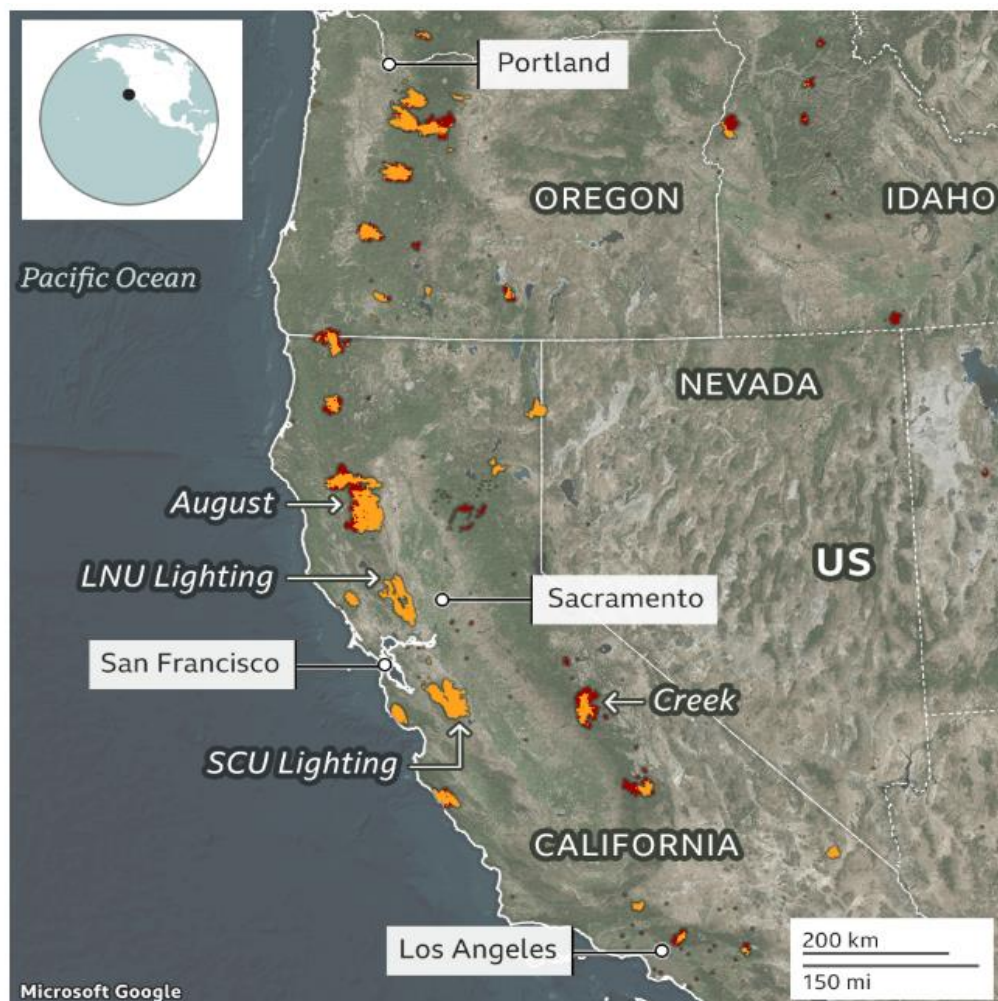 Portland
OREGON
IDAHO
Pacific Ocean
NEVADA
August
US
LNU Lighting
Sacramento
San Francisco
Creek
SCU Lighting
CALIFORNIA
Los Angeles
200 km
150 mi
Microsoft Google